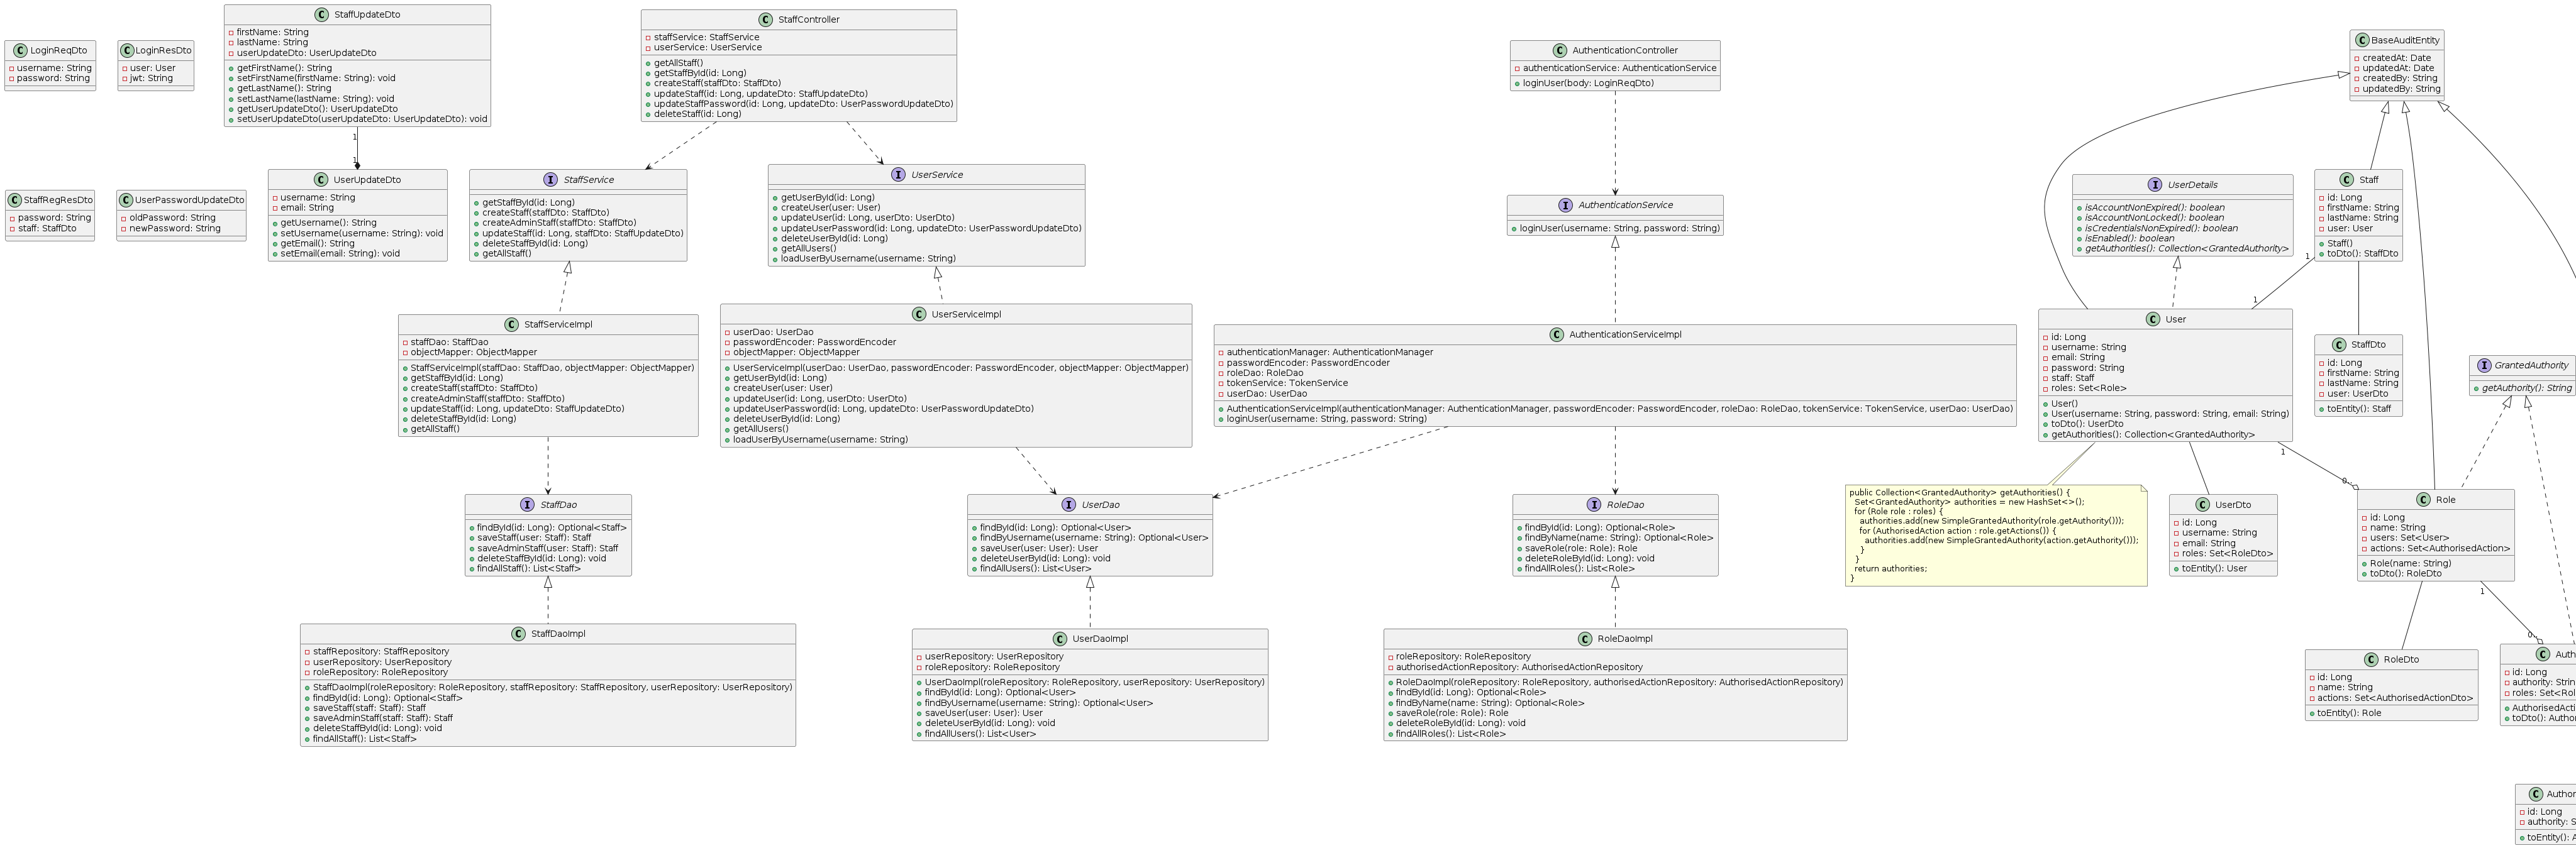 LoginReqDto
username: String
password: String
LoginResDto
user: User
jwt: String
StaffUpdateDto
firstName: String
lastName: String
userUpdateDto: UserUpdateDto
getFirstName(): String
setFirstName(firstName: String): void
getLastName(): String
setLastName(lastName: String): void
getUserUpdateDto(): UserUpdateDto
setUserUpdateDto(userUpdateDto: UserUpdateDto): void
StaffController
staffService: StaffService
userService: UserService
getAllStaff()
getStaffById(id: Long)
createStaff(staffDto: StaffDto)
updateStaff(id: Long, updateDto: StaffUpdateDto)
updateStaffPassword(id: Long, updateDto: UserPasswordUpdateDto)
deleteStaff(id: Long)
AuthenticationController
authenticationService: AuthenticationService
loginUser(body: LoginReqDto)
BaseAuditEntity
createdAt: Date
updatedAt: Date
createdBy: String
updatedBy: String
1
1
StaffRegResDto
password: String
staff: StaffDto
UserPasswordUpdateDto
oldPassword: String
newPassword: String
UserUpdateDto
username: String
email: String
getUsername(): String
setUsername(username: String): void
getEmail(): String
setEmail(email: String): void
StaffService
getStaffById(id: Long)
createStaff(staffDto: StaffDto)
createAdminStaff(staffDto: StaffDto)
updateStaff(id: Long, staffDto: StaffUpdateDto)
deleteStaffById(id: Long)
getAllStaff()
UserService
getUserById(id: Long)
createUser(user: User)
updateUser(id: Long, userDto: UserDto)
updateUserPassword(id: Long, updateDto: UserPasswordUpdateDto)
deleteUserById(id: Long)
getAllUsers()
loadUserByUsername(username: String)
AuthenticationService
loginUser(username: String, password: String)
UserDetails
isAccountNonExpired(): boolean
isAccountNonLocked(): boolean
isCredentialsNonExpired(): boolean
isEnabled(): boolean
getAuthorities(): Collection<GrantedAuthority>
Staff
id: Long
firstName: String
lastName: String
user: User
Staff()
toDto(): StaffDto
1
1
StaffServiceImpl
staffDao: StaffDao
objectMapper: ObjectMapper
StaffServiceImpl(staffDao: StaffDao, objectMapper: ObjectMapper)
getStaffById(id: Long)
createStaff(staffDto: StaffDto)
createAdminStaff(staffDto: StaffDto)
updateStaff(id: Long, updateDto: StaffUpdateDto)
deleteStaffById(id: Long)
getAllStaff()
UserServiceImpl
userDao: UserDao
passwordEncoder: PasswordEncoder
objectMapper: ObjectMapper
UserServiceImpl(userDao: UserDao, passwordEncoder: PasswordEncoder, objectMapper: ObjectMapper)
getUserById(id: Long)
createUser(user: User)
updateUser(id: Long, userDto: UserDto)
updateUserPassword(id: Long, updateDto: UserPasswordUpdateDto)
deleteUserById(id: Long)
getAllUsers()
loadUserByUsername(username: String)
AuthenticationServiceImpl
authenticationManager: AuthenticationManager
passwordEncoder: PasswordEncoder
roleDao: RoleDao
tokenService: TokenService
userDao: UserDao
AuthenticationServiceImpl(authenticationManager: AuthenticationManager, passwordEncoder: PasswordEncoder, roleDao: RoleDao, tokenService: TokenService, userDao: UserDao)
loginUser(username: String, password: String)
User
id: Long
username: String
email: String
password: String
staff: Staff
roles: Set<Role>
User()
User(username: String, password: String, email: String)
toDto(): UserDto
getAuthorities(): Collection<GrantedAuthority>
StaffDto
id: Long
firstName: String
lastName: String
user: UserDto
toEntity(): Staff
GrantedAuthority
getAuthority(): String
1
0..
StaffDao
findById(id: Long): Optional<Staff>
saveStaff(user: Staff): Staff
saveAdminStaff(user: Staff): Staff
deleteStaffById(id: Long): void
findAllStaff(): List<Staff>
UserDao
findById(id: Long): Optional<User>
findByUsername(username: String): Optional<User>
saveUser(user: User): User
deleteUserById(id: Long): void
findAllUsers(): List<User>
RoleDao
findById(id: Long): Optional<Role>
findByName(name: String): Optional<Role>
saveRole(role: Role): Role
deleteRoleById(id: Long): void
findAllRoles(): List<Role>
public Collection<GrantedAuthority> getAuthorities() {
Set<GrantedAuthority> authorities = new HashSet<>();
for (Role role : roles) {
authorities.add(new SimpleGrantedAuthority(role.getAuthority()));
for (AuthorisedAction action : role.getActions()) {
authorities.add(new SimpleGrantedAuthority(action.getAuthority()));
}
}
return authorities;
}
UserDto
id: Long
username: String
email: String
roles: Set<RoleDto>
toEntity(): User
Role
id: Long
name: String
users: Set<User>
actions: Set<AuthorisedAction>
Role(name: String)
toDto(): RoleDto
1
0..
StaffDaoImpl
staffRepository: StaffRepository
userRepository: UserRepository
roleRepository: RoleRepository
StaffDaoImpl(roleRepository: RoleRepository, staffRepository: StaffRepository, userRepository: UserRepository)
findById(id: Long): Optional<Staff>
saveStaff(staff: Staff): Staff
saveAdminStaff(staff: Staff): Staff
deleteStaffById(id: Long): void
findAllStaff(): List<Staff>
UserDaoImpl
userRepository: UserRepository
roleRepository: RoleRepository
UserDaoImpl(roleRepository: RoleRepository, userRepository: UserRepository)
findById(id: Long): Optional<User>
findByUsername(username: String): Optional<User>
saveUser(user: User): User
deleteUserById(id: Long): void
findAllUsers(): List<User>
RoleDaoImpl
roleRepository: RoleRepository
authorisedActionRepository: AuthorisedActionRepository
RoleDaoImpl(roleRepository: RoleRepository, authorisedActionRepository: AuthorisedActionRepository)
findById(id: Long): Optional<Role>
findByName(name: String): Optional<Role>
saveRole(role: Role): Role
deleteRoleById(id: Long): void
findAllRoles(): List<Role>
RoleDto
id: Long
name: String
actions: Set<AuthorisedActionDto>
toEntity(): Role
id: Long
authority:
roles:
toDto():
id: Long
authority:
toEntity():